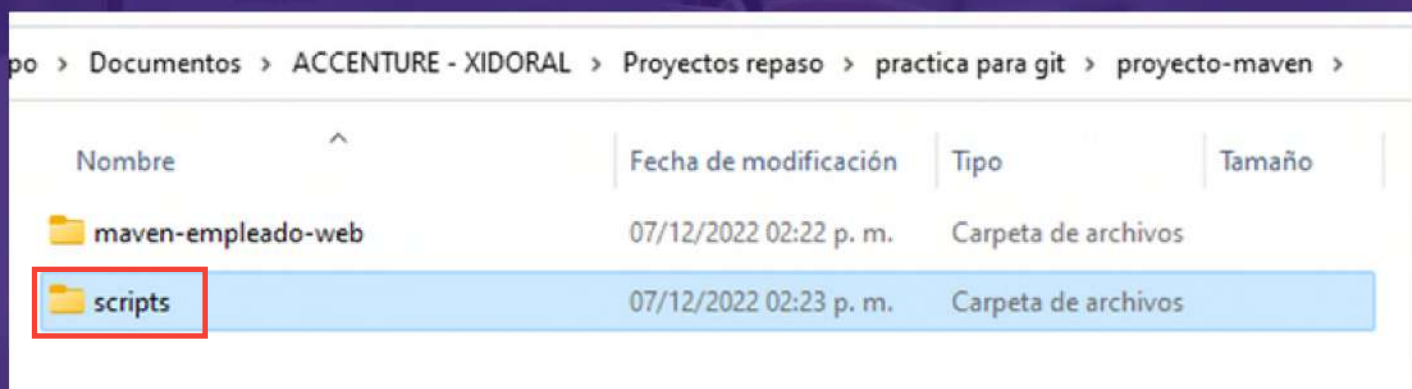 po > Documentos > ACCENTURE - XIDORAL > Proyectos repaso > practica para git > proyecto-maven >
Nombre Fecha de modificación Tipo Tamaño
maven-empleado-web 07/12/2022 02:22 p. m. Carpeta de archivos
scripts 07/12/2022 02:23 p. m. Carpeta de archivos